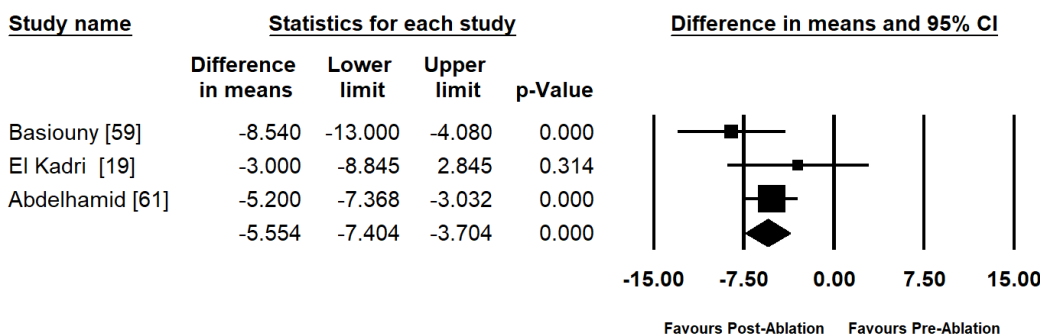 Study name Statistics for each study Difference in means and 95% CI
Difference Lower Upper
in means limit limit p-Value
Basiouny [59] -8.540 -13.000 -4.080 0.000
El Kadri [19] -3.000 -8.845 2.845 0.314
Abdelhamid [61] -5.200 -7.368 -3.032 0.000
-5.554 -7.404 -3.704 0.000
-15.00 -7.50 0.00 7.50 15.00
Favours Post-Ablation Favours Pre-Ablation